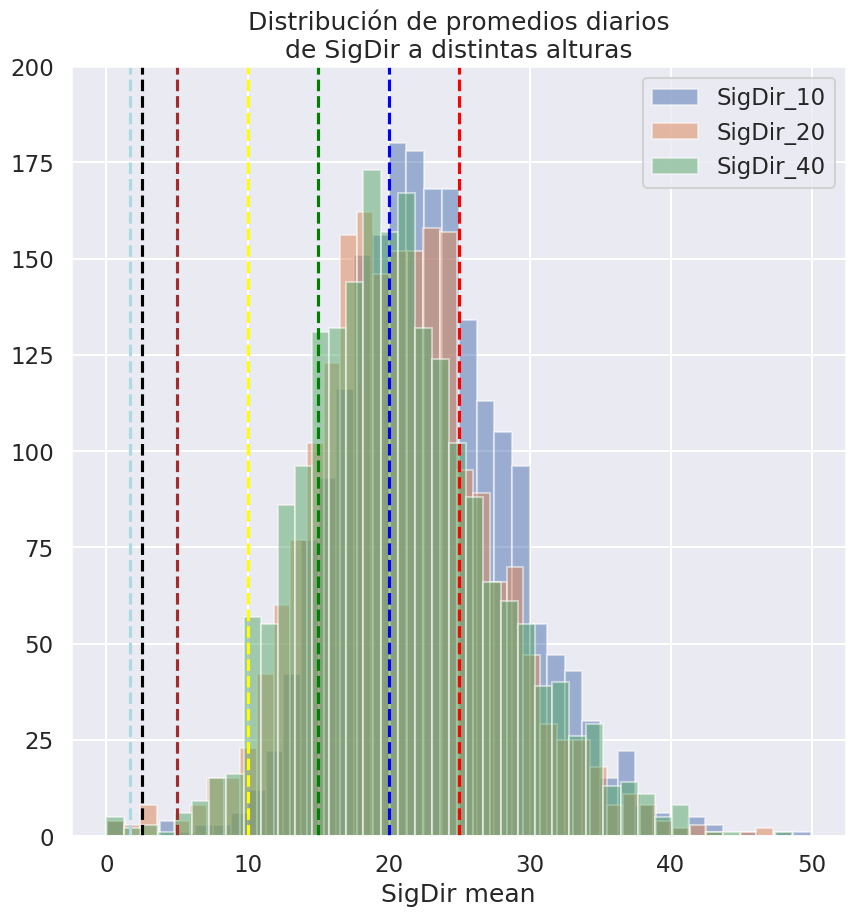 Distribución de promedios diarios
de SigDir a distintas alturas
200
175
150
125
100
75
50
25
0
SigDir_10
SigDir_20
SigDir_40
0 10 20 30 40 50
SigDir mean